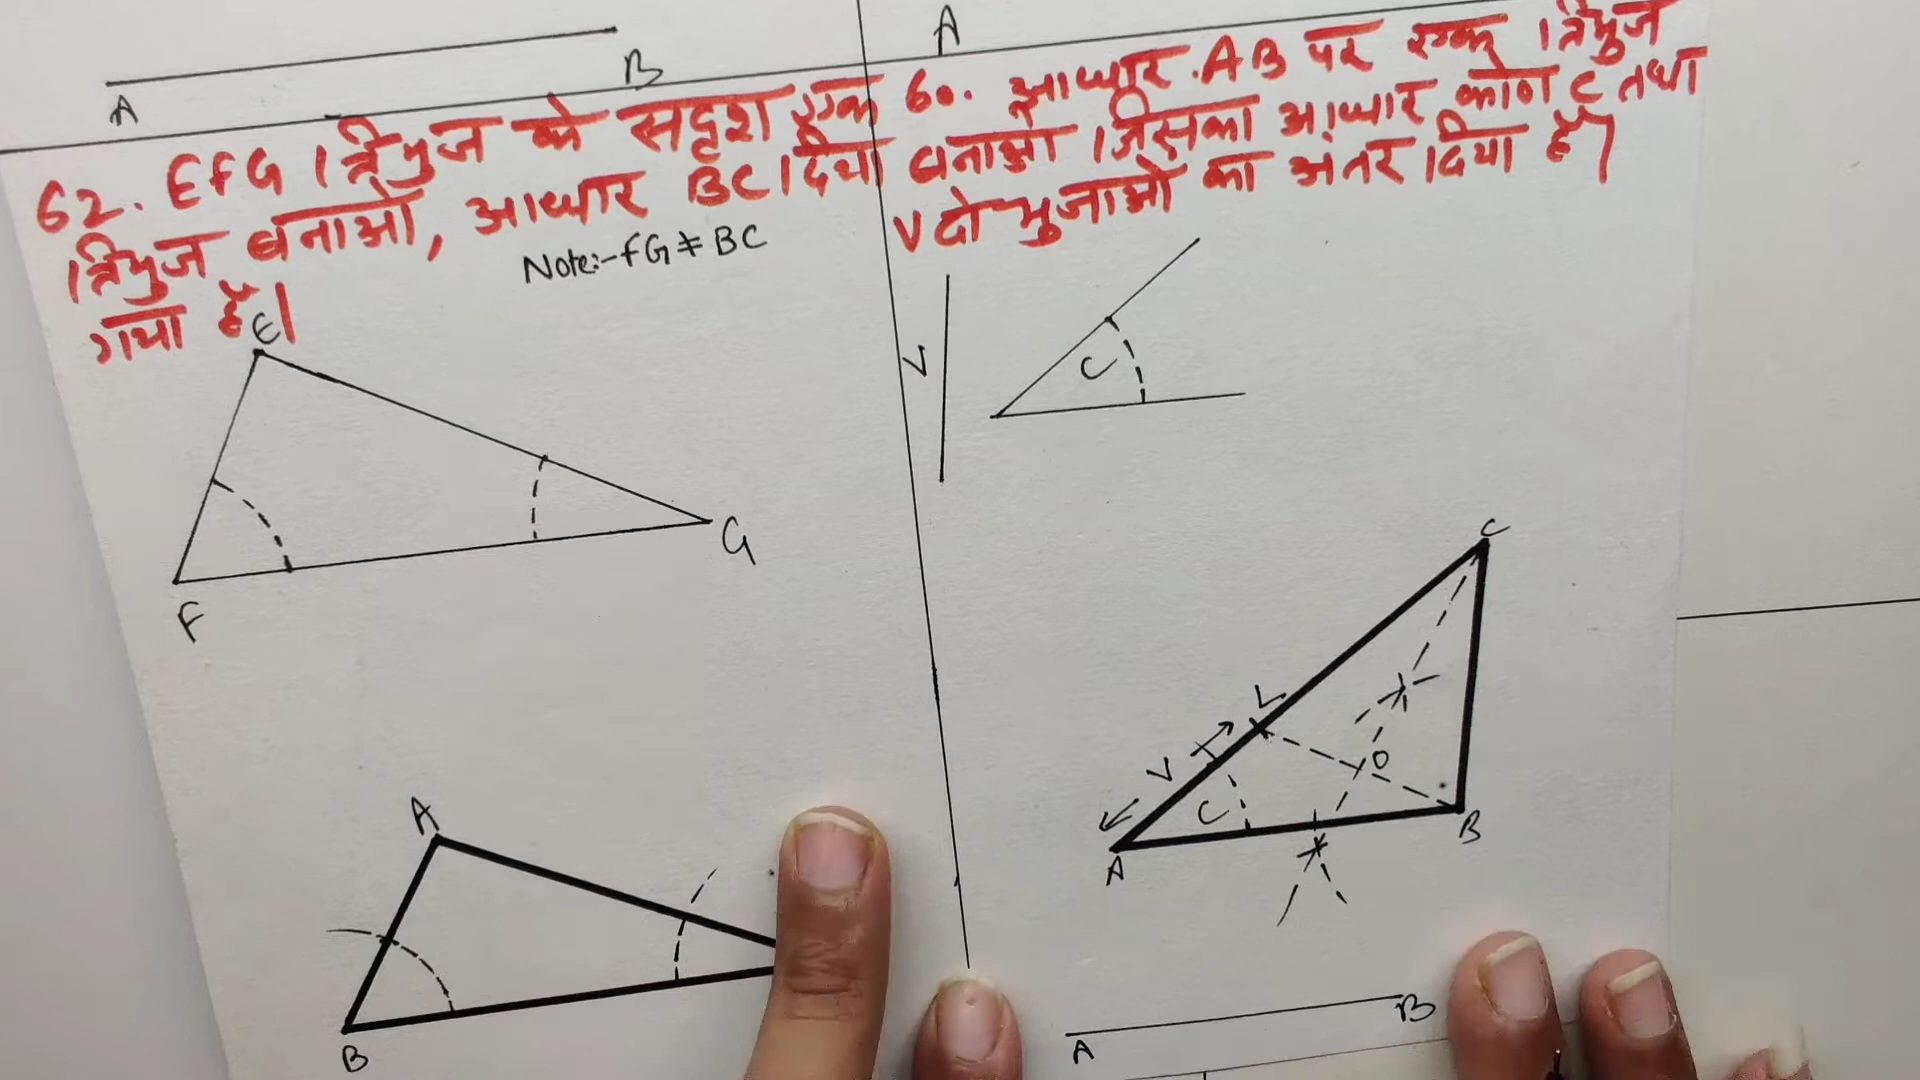 A
B
A
62. EFG त्रिभुज के सदृश एक
त्रिभुज बनाओ, आधार BC दिया
गया है।
Note:- FG ≠ BC
E
F
G
A
B
60. आधार AB पर एक त्रिभुज
बनाओ जिसका आधार कोण C तथा
V दो भुजाओं का अंतर दिया है।
V
C
C
L
V
O
C
A
B
A
B